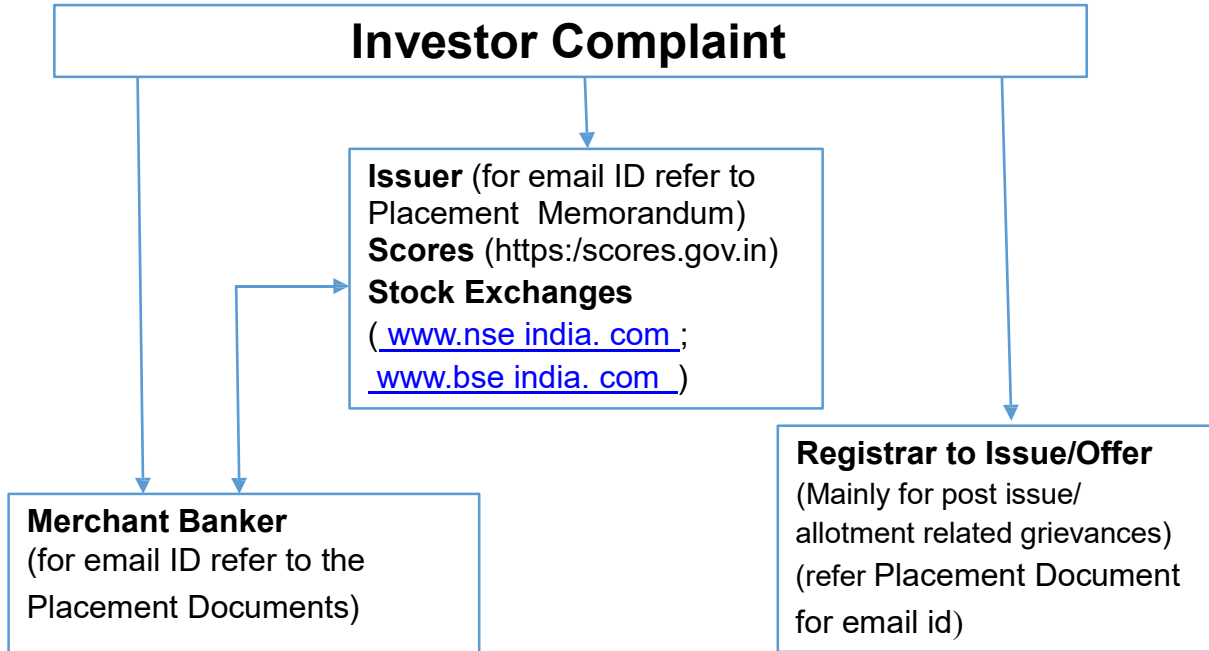 Investor Complaint
Issuer (for email ID refer to
Placement Memorandum)
Scores (https:/scores.gov.in)
Stock Exchanges
( www.nse india. com ;
www.bse india. com )
Merchant Banker
(for email ID refer to the
Placement Documents)
Registrar to Issue/Offer
(Mainly for post issue/
allotment related grievances)
(refer Placement Document
for email id)